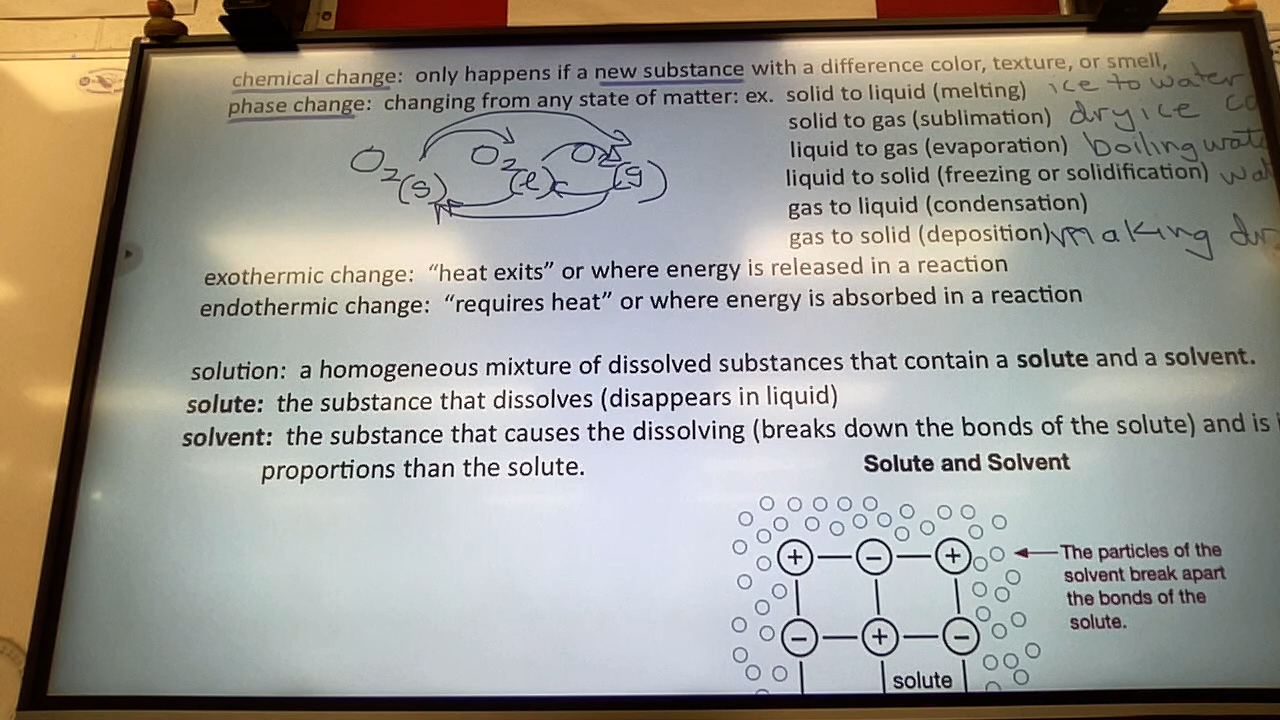 chemical change: only happens if a new substance with a difference color, texture, or smell,
phase change: changing from any state of matter: ex. solid to liquid (melting) ice to water
solid to gas (sublimation) dry ice
liquid to gas (evaporation) boiling
liquid to solid (freezing or solidification)
gas to liquid (condensation)
gas to solid (deposition) making
O2(s) O2(l) O2(g)
exothermic change: “heat exits” or where energy is released in a reaction
endothermic change: “requires heat” or where energy is absorbed in a reaction
solution: a homogeneous mixture of dissolved substances that contain a solute and a solvent.
solute: the substance that dissolves (disappears in liquid)
solvent: the substance that causes the dissolving (breaks down the bonds of the solute) and is
proportions than the solute.
Solute and Solvent
+ − +
The particles of the
solvent break apart
the bonds of the
solute.
− + −
solute